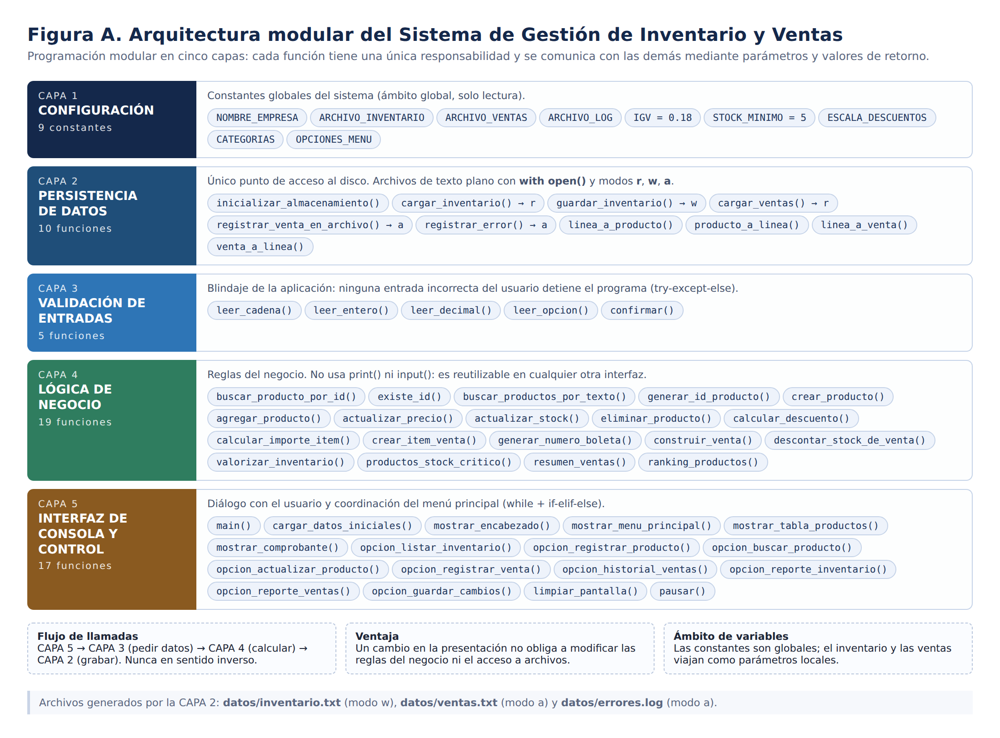 Figura A. Arquitectura modular del Sistema de Gestión de Inventario y Ventas
Programación modular en cinco capas: cada función tiene una única responsabilidad y se comunica con las demás mediante parámetros y valores de retorno.
CAPA 1
CONFIGURACIÓN
9 constantes
Constantes globales del sistema (ámbito global, solo lectura).
NOMBRE_EMPRESA ARCHIVO_INVENTARIO ARCHIVO_VENTAS ARCHIVO_LOG IGV = 0.18 STOCK_MINIMO = 5 ESCALA_DESCUENTOS
CATEGORIAS OPCIONES_MENU
CAPA 2
PERSISTENCIA
DE DATOS
10 funciones
Único punto de acceso al disco. Archivos de texto plano con with open() y modos r, w, a.
inicializar_almacenamiento() cargar_inventario() → r guardar_inventario() → w cargar_ventas() → r
registrar_venta_en_archivo() → a registrar_error() → a linea_a_producto() producto_a_linea() linea_a_venta()
venta_a_linea()
CAPA 3
VALIDACIÓN DE
ENTRADAS
5 funciones
Blindaje de la aplicación: ninguna entrada incorrecta del usuario detiene el programa (try-except-else).
leer_cadena() leer_entero() leer_decimal() leer_opcion() confirmar()
CAPA 4
LÓGICA DE
NEGOCIO
19 funciones
Reglas del negocio. No usa print() ni input(): es reutilizable en cualquier otra interfaz.
buscar_producto_por_id() existe_id() buscar_productos_por_texto() generar_id_producto() crear_producto()
agregar_producto() actualizar_precio() actualizar_stock() eliminar_producto() calcular_descuento()
calcular_importe_item() crear_item_venta() generar_numero_boleta() construir_venta() descontar_stock_de_venta()
valorizar_inventario() productos_stock_critico() resumen_ventas() ranking_productos()
CAPA 5
INTERFAZ DE
CONSOLA Y
CONTROL
17 funciones
Diálogo con el usuario y coordinación del menú principal (while + if-elif-else).
main() cargar_datos_iniciales() mostrar_encabezado() mostrar_menu_principal() mostrar_tabla_productos()
mostrar_comprobante() opcion_listar_inventario() opcion_registrar_producto() opcion_buscar_producto()
opcion_actualizar_producto() opcion_registrar_venta() opcion_historial_ventas() opcion_reporte_inventario()
opcion_reporte_ventas() opcion_guardar_cambios() limpiar_pantalla() pausar()
Flujo de llamadas
CAPA 5 → CAPA 3 (pedir datos) → CAPA 4 (calcular) →
CAPA 2 (grabar). Nunca en sentido inverso.
Ventaja
Un cambio en la presentación no obliga a modificar las
reglas del negocio ni el acceso a archivos.
Ámbito de variables
Las constantes son globales; el inventario y las ventas
viajan como parámetros locales.
Archivos generados por la CAPA 2: datos/inventario.txt (modo w), datos/ventas.txt (modo a) y datos/errores.log (modo a).